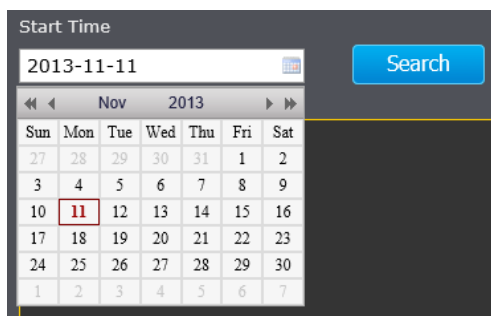 Start Time
2013-11-11
Search
Nov 2013
Sun Mon Tue Wed Thu Fri Sat
27 28 29 30 31 1 2
3 4 5 6 7 8 9
10 11 12 13 14 15 16
17 18 19 20 21 22 23
24 25 26 27 28 29 30
1 2 3 4 5 6 7